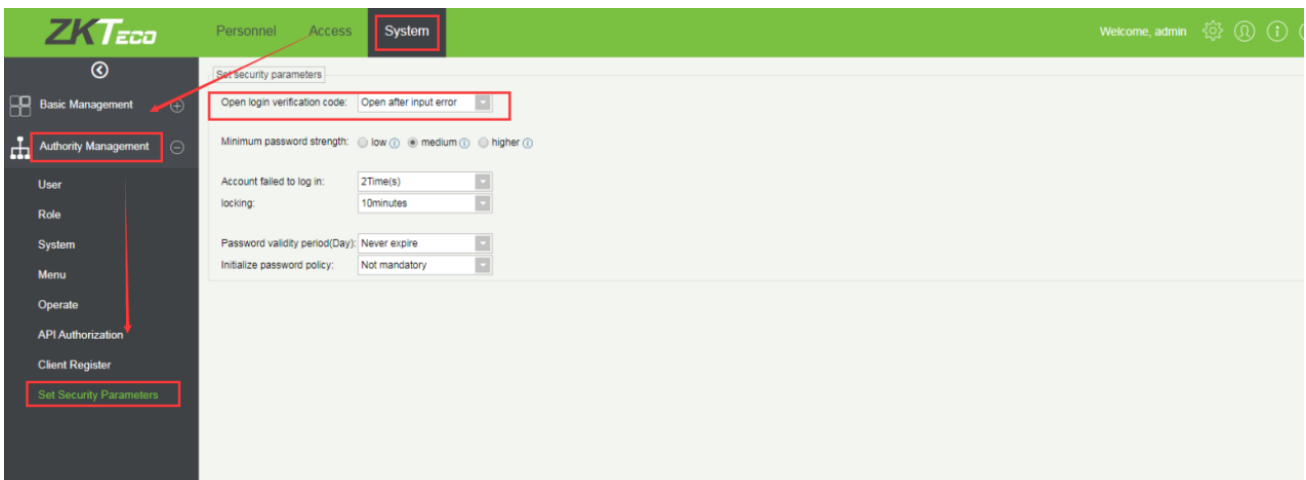 ZKTECO
Personnel Access System
Welcome, admin
Basic Management
Authority Management
User
Role
System
Menu
Operate
API Authorization
Client Register
Set Security Parameters
Set security parameters
Open login verification code: Open after input error
Minimum password strength: low medium higher
Account failed to log in: 2Time(s)
locking: 10minutes
Password validity period(Day): Never expire
Initialize password policy: Not mandatory